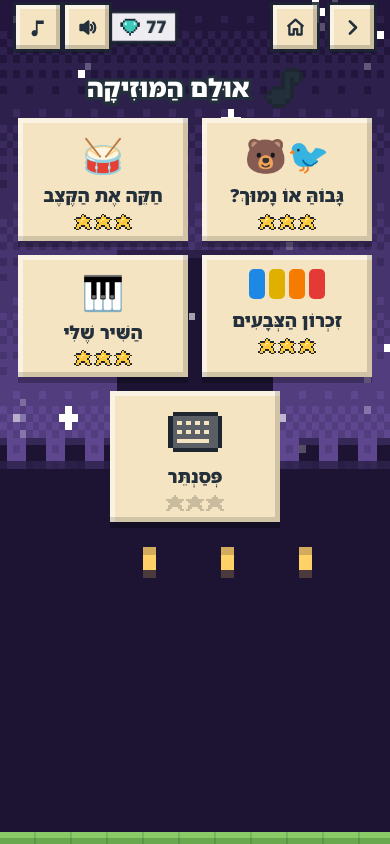 77
אוּלַם הַמּוּזִיקָה
גָּבוֹהַּ אוֹ נָמוּךְ?
חַקֵּה אֶת הַקֶּצֶב
זִכְרוֹן הַצְּבָעִים
הַשִּׁיר שֶׁלִּי
פְּסַנְתֵּר